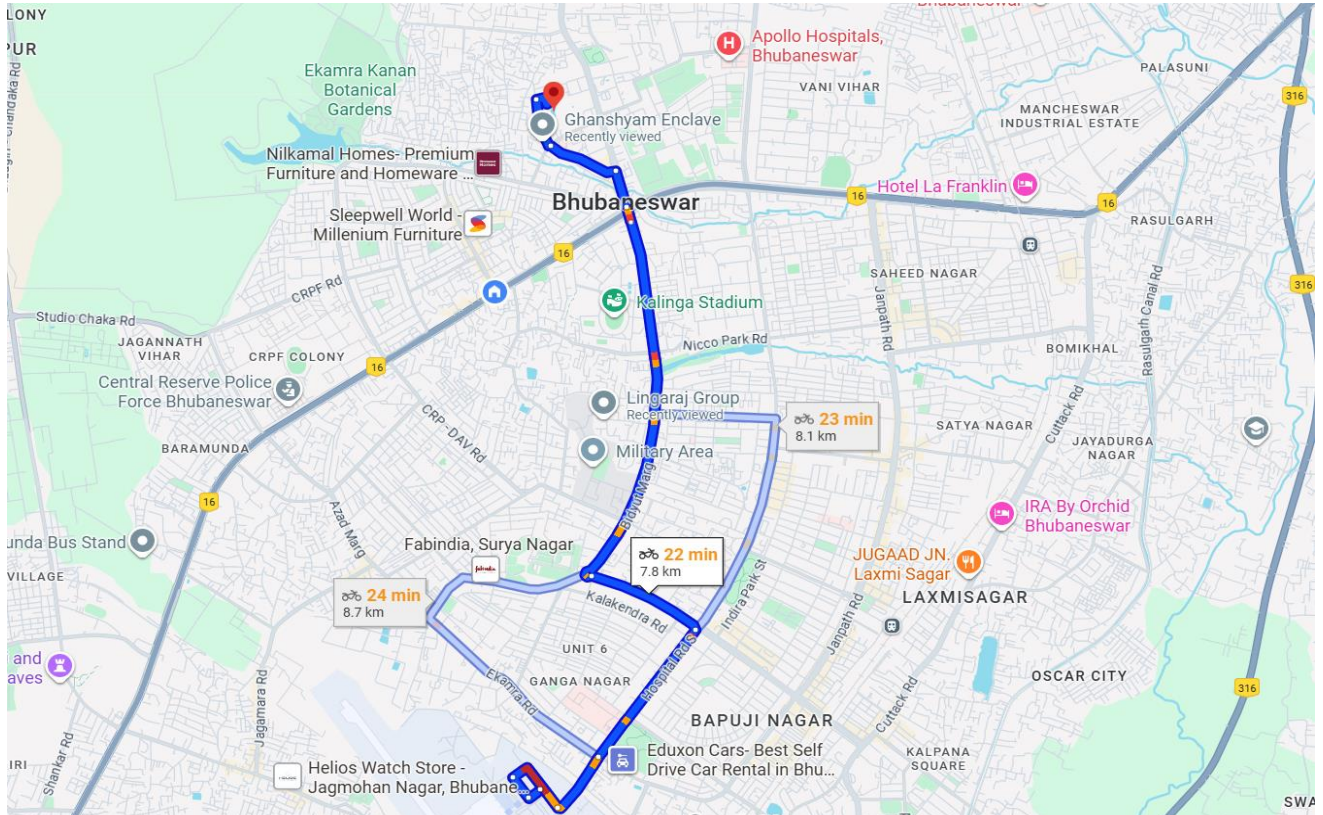 LONY
PUR
Chandaka Rd
Ekamra Kanan
Botanical
Gardens
Apollo Hospitals,
Bhubaneswar
VANI VIHAR
PALASUNI
316
MANCHESWAR
INDUSTRIAL ESTATE
Ghanshyam Enclave
Recently viewed
Nilkamal Homes- Premium
Furniture and Homeware ...
Bhubaneswar
Hotel La Franklin
16
16
RASULGARH
Sleepwell World -
Millenium Furniture
16
SAHEED NAGAR
316
CRPF Rd
Kalinga Stadium
Studio Chaka Rd
JAGANNATH
VIHAR
CRPF COLONY
16
Nicco Park Rd
Janpath Rd
BOMIKHAL
Rasulgarh Canal Rd
Central Reserve Police
Force Bhubaneswar
Lingaraj Group
Recently viewed
23 min
8.1 km
CRP - DAV Rd
SATYA NAGAR
Cuttack Rd
JAYADURGA
NAGAR
BARAMUNDA
Military Area
16
Bidyut Marg
Azad Marg
IRA By Orchid
Bhubaneswar
unda Bus Stand
Fabindia, Surya Nagar
22 min
7.8 km
JUGAAD JN.
Laxmi Sagar
VILLAGE
24 min
8.7 km
Kalakendra Rd
Indira Park St
Janpath Rd
LAXMISAGAR
UNIT 6
and
aves
GANGA NAGAR
Hospital Rd
OSCAR CITY
Ekamra Rd
316
Jagamara Rd
BAPUJI NAGAR
Cuttack Rd
IRI
Shankar Rd
Eduxon Cars- Best Self
Drive Car Rental in Bhu...
KALPANA
SQUARE
Helios Watch Store -
Jagmohan Nagar, Bhubane...
SWA